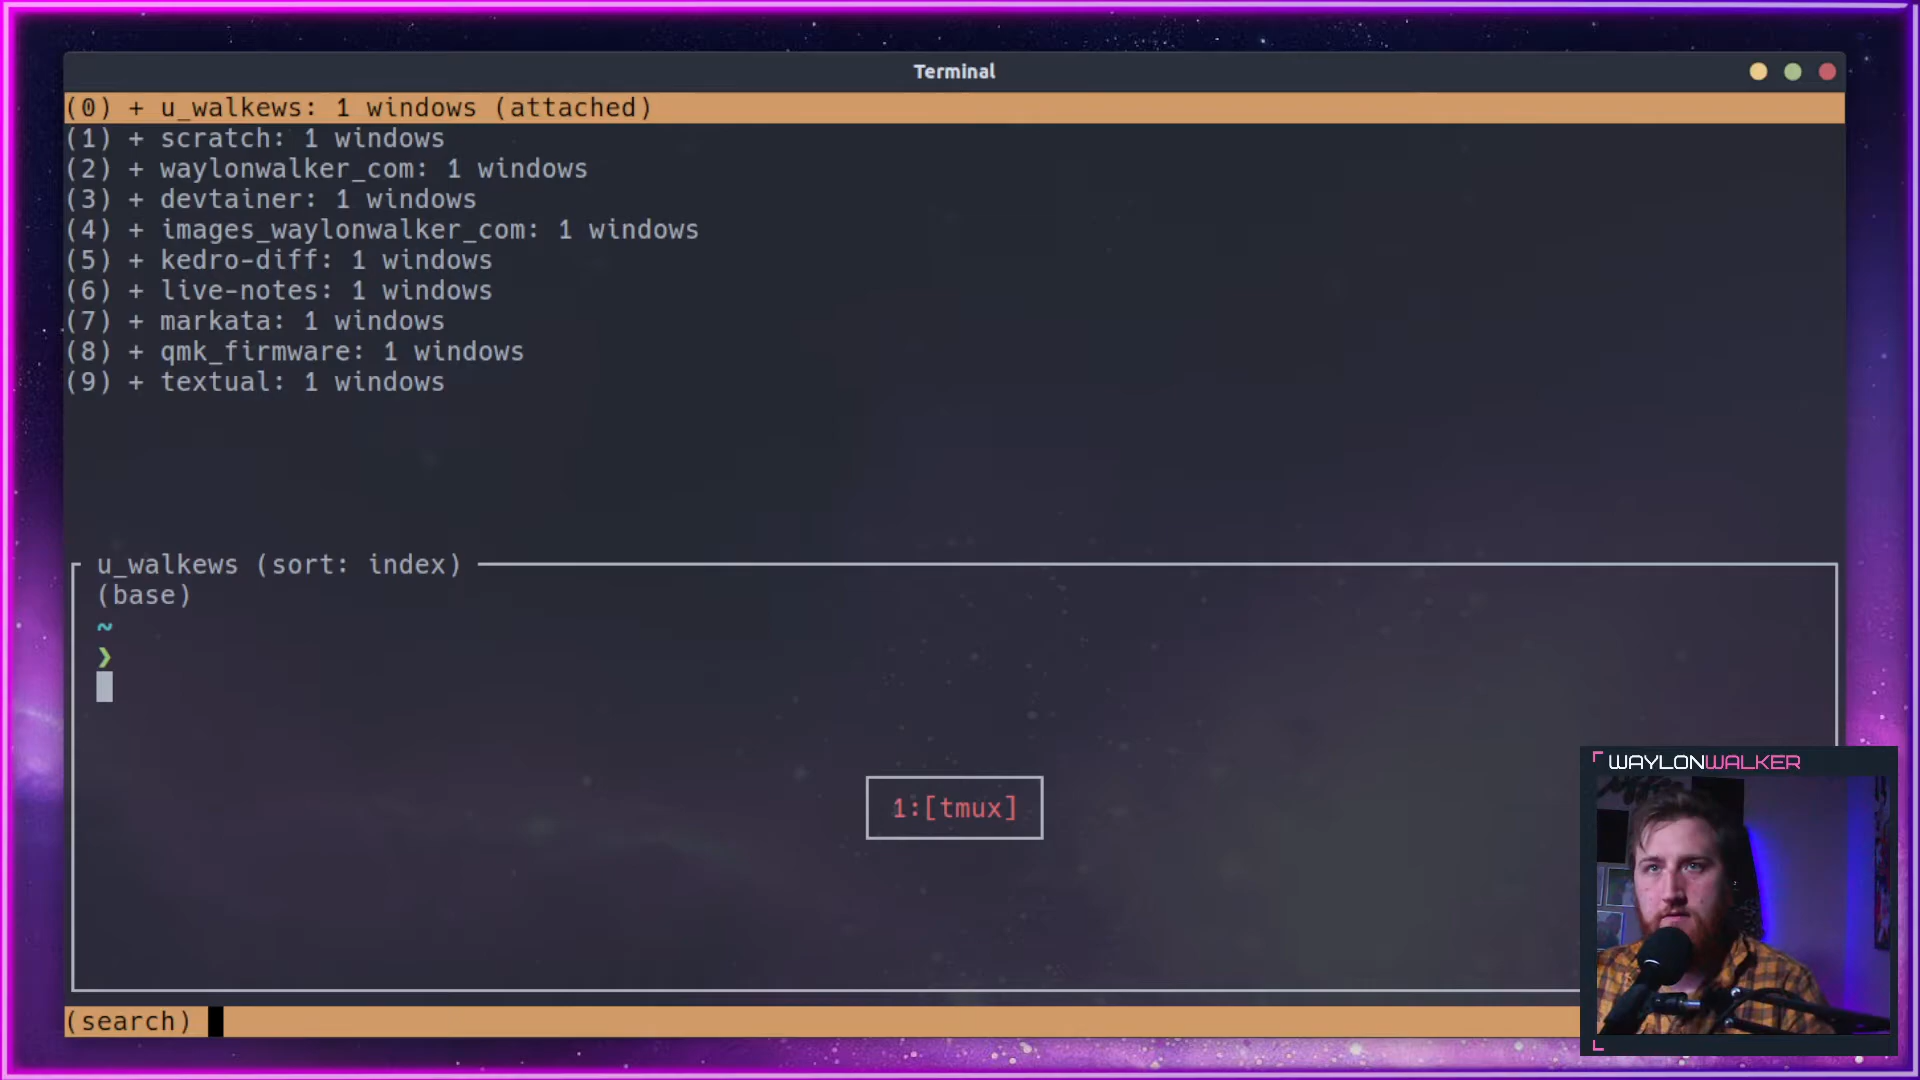 Terminal
(0) + u_walkews: 1 windows (attached)
(1) + scratch: 1 windows
(2) + waylonwalker_com: 1 windows
(3) + devtainer: 1 windows
(4) + images_waylonwalker_com: 1 windows
(5) + kedro-diff: 1 windows
(6) + live-notes: 1 windows
(7) + markata: 1 windows
(8) + qmk_firmware: 1 windows
(9) + textual: 1 windows
u_walkews (sort: index)
(base)
~
❯
1:[tmux]
WAYLONWALKER
(search)